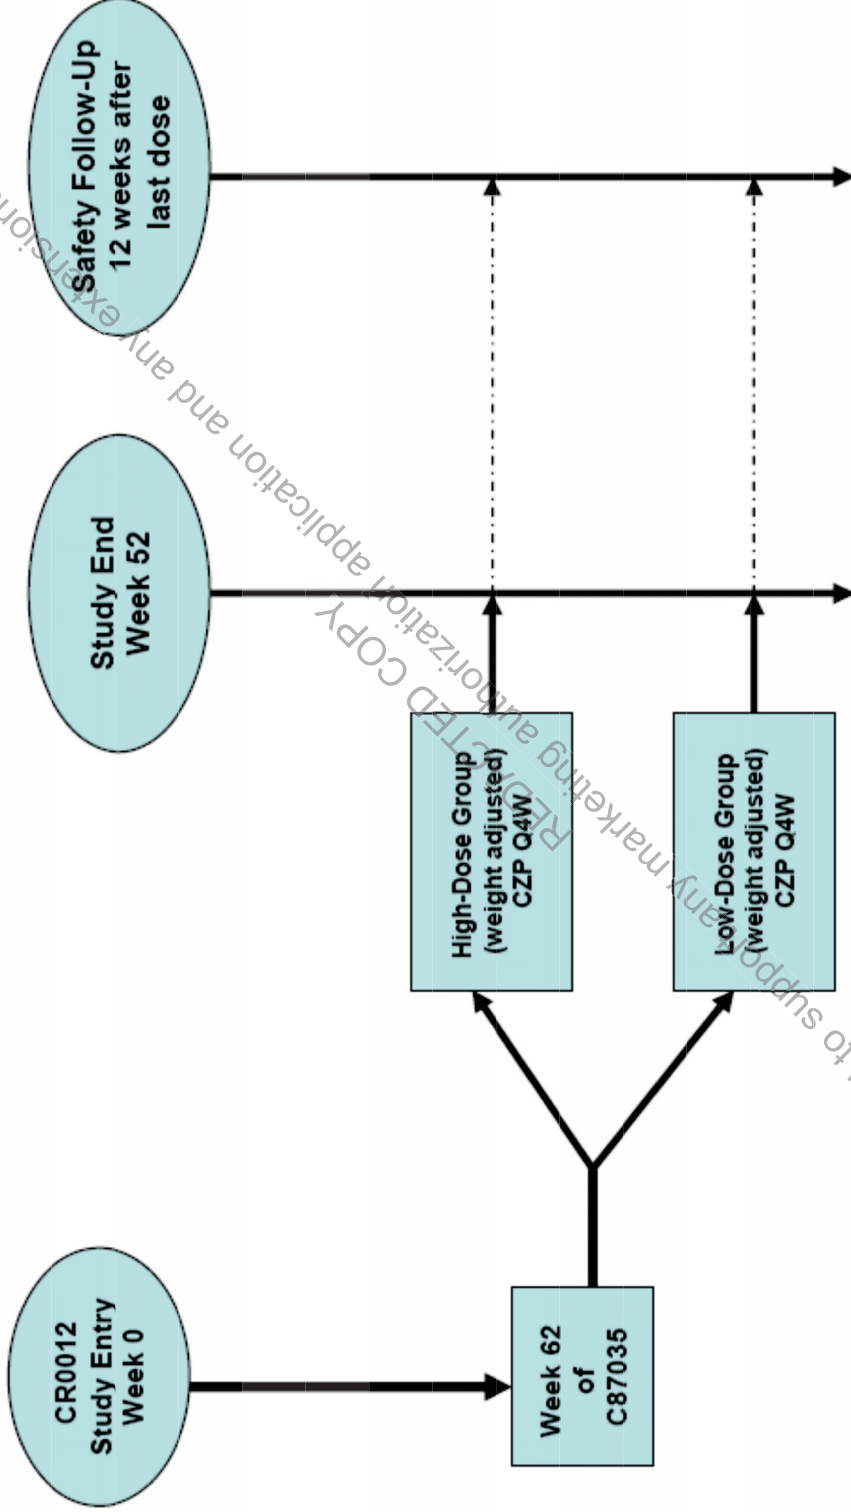 CR0012
Study Entry
Week 0
Study End
Week 52
Safety Follow-Up
12 weeks after
last dose
Week 62
of
C87035
High-Dose Group
(weight adjusted)
CZP Q4W
Low-Dose Group
(weight adjusted)
CZP Q4W
REDACTED COPY
to support any marketing authorization application and any extensions